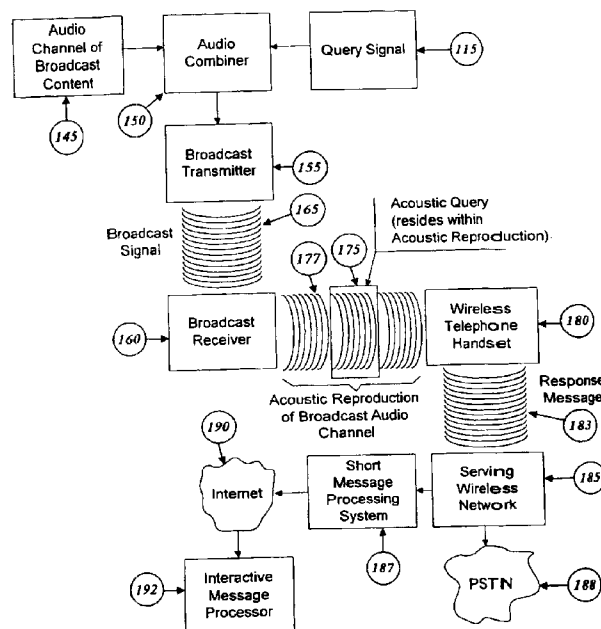 Audio
Channel of
Broadcast
Content
Audio
Combiner
Query Signal
115
145
150
Broadcast
Transmitter
155
Broadcast
Signal
165
Acoustic Query
(resides within
Acoustic Reproduction)
177
175
160
Broadcast
Receiver
Wireless
Telephone
Handset
180
Acoustic Reproduction
of Broadcast Audio
Channel
Response
Message
183
190
Internet
Short
Message
Processing
System
Serving
Wireless
Network
185
192
Interactive
Message
Processor
187
PSTN
188